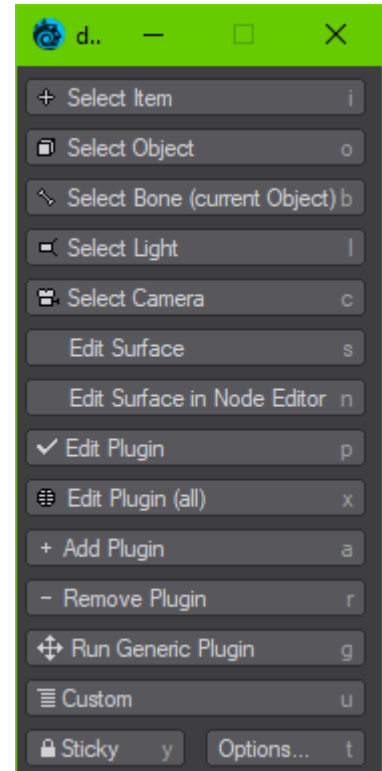 d..
Select Item i
Select Object o
Select Bone (current Object) b
Select Light l
Select Camera c
Edit Surface s
Edit Surface in Node Editor n
Edit Plugin p
Edit Plugin (all) x
+ Add Plugin a
- Remove Plugin r
Run Generic Plugin g
Custom u
Sticky y Options... t